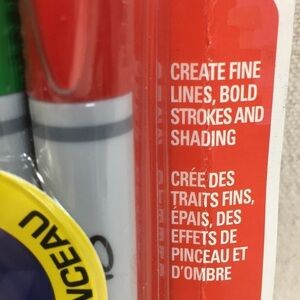 CREATE FINE
LINES, BOLD
STROKES AND
SHADING
CRÉE DES
TRAITS FINS,
ÉPAIS, DES
EFFETS DE
PINCEAU ET
D'OMBRE